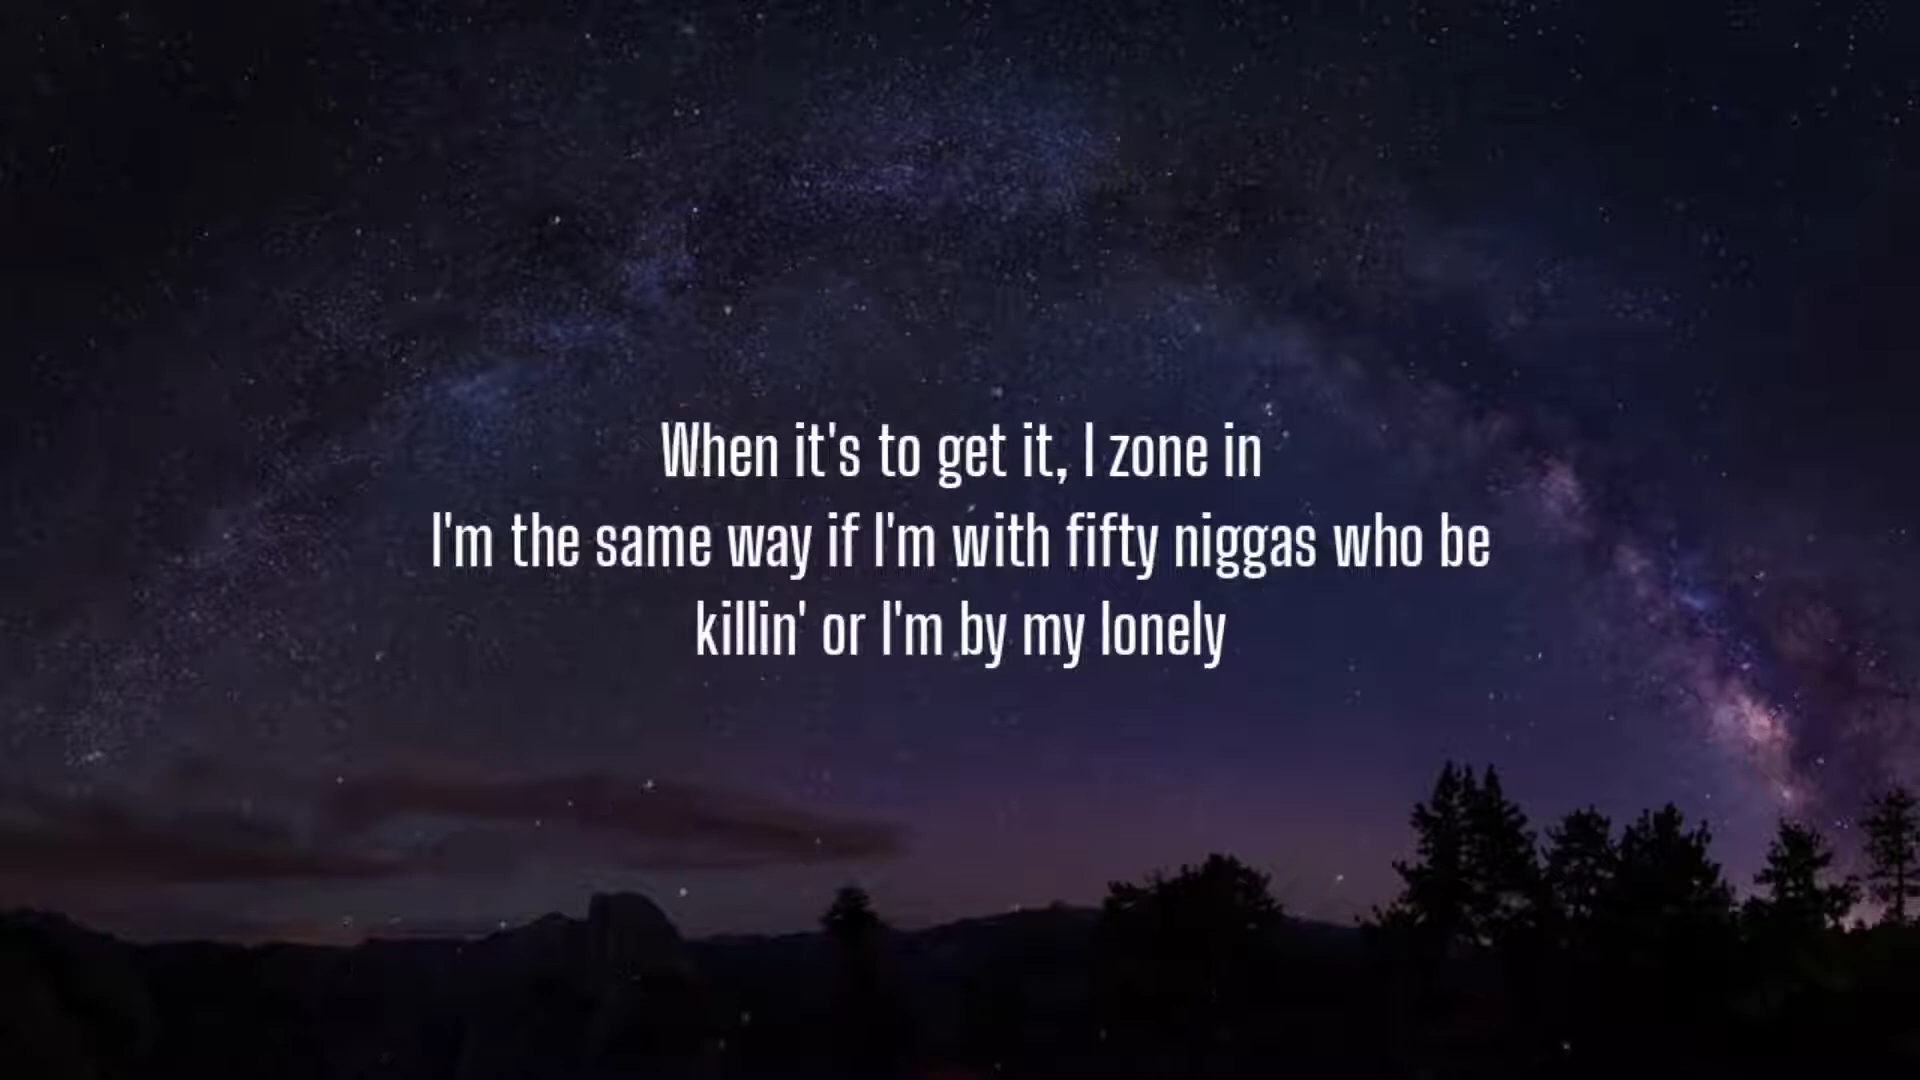 When it's to get it, I zone in
I'm the same way if I'm with fifty niggas who be
killin' or I'm by my lonely